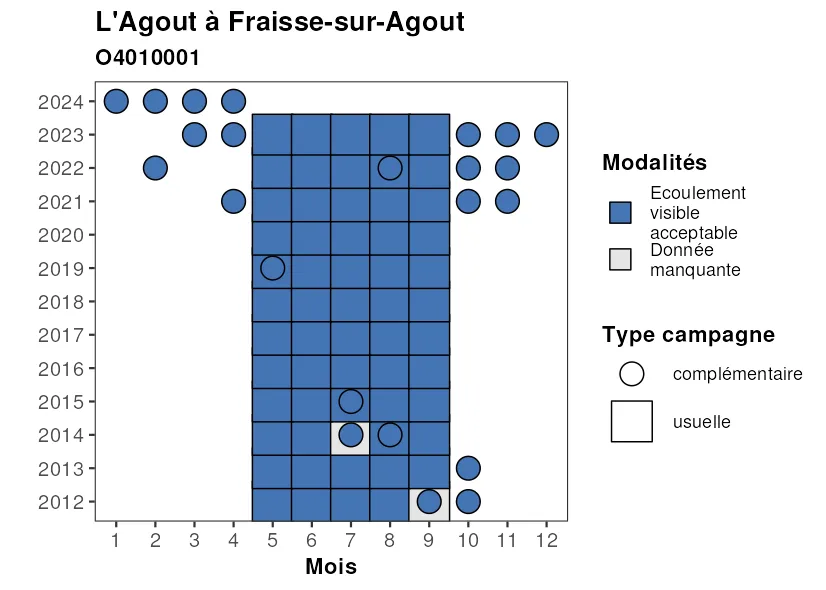 L'Agout à Fraisse-sur-Agout
O4010001
2024
2023
2022
2021
2020
2019
2018
2017
2016
2015
2014
2013
2012
1 2 3 4 5 6 7 8 9 10 11 12
Mois
Modalités
Ecoulement
visible
acceptable
Donnée
manquante
Type campagne
complémentaire
usuelle